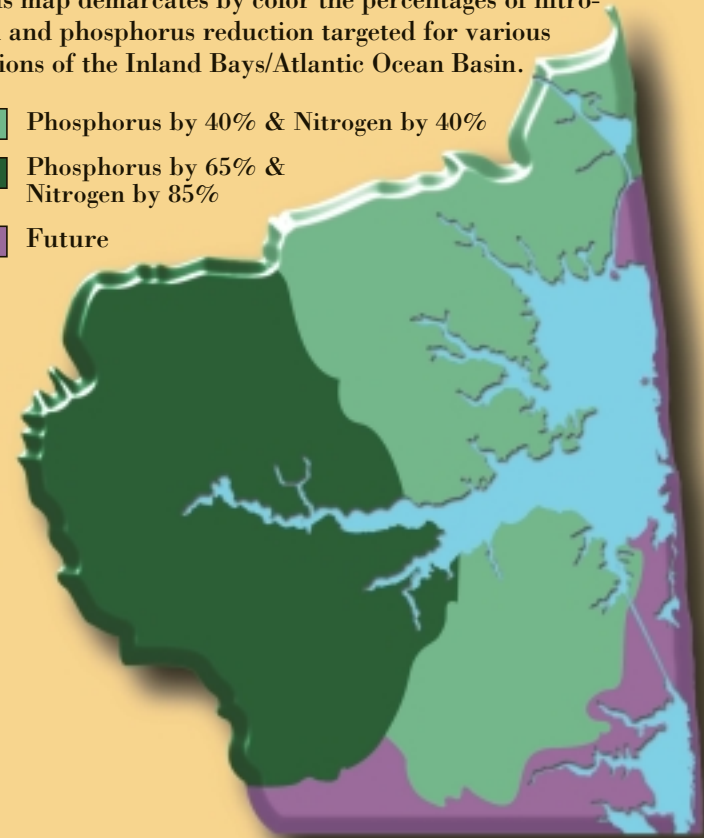 map demarcates by color the percentages of nitro-
and phosphorus reduction targeted for various
of the Inland Bays/Atlantic Ocean Basin.
Phosphorus by 40% & Nitrogen by 40%
Phosphorus by 65% &
Nitrogen by 85%
Future